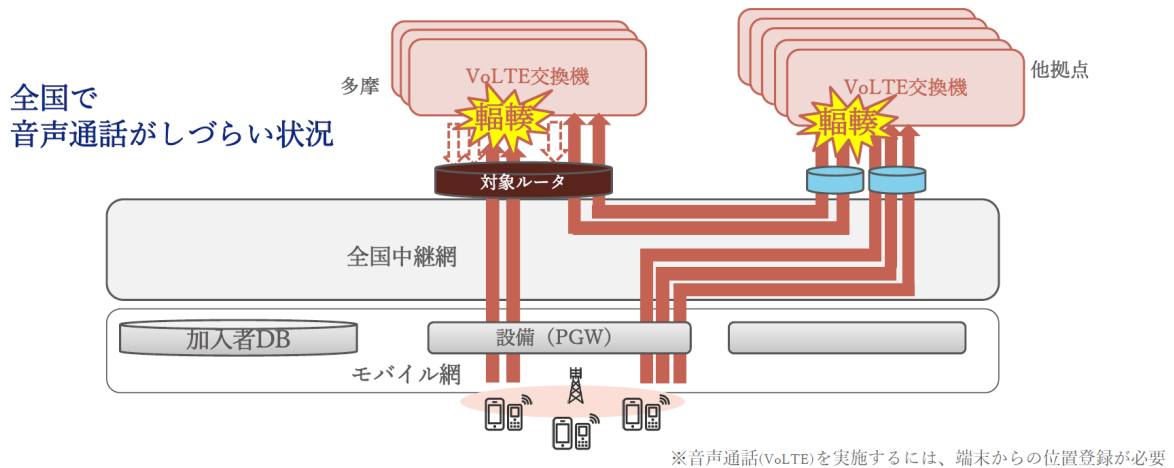 全国で
音声通話がしづらい状況
多摩
VoLTE交換機
輻輳
対象ルータ
VoLTE交換機
輻輳
他拠点
全国中継網
加入者DB
設備（PGW）
モバイル網
※音声通話(VoLTE)を実施するには、端末からの位置登録が必要